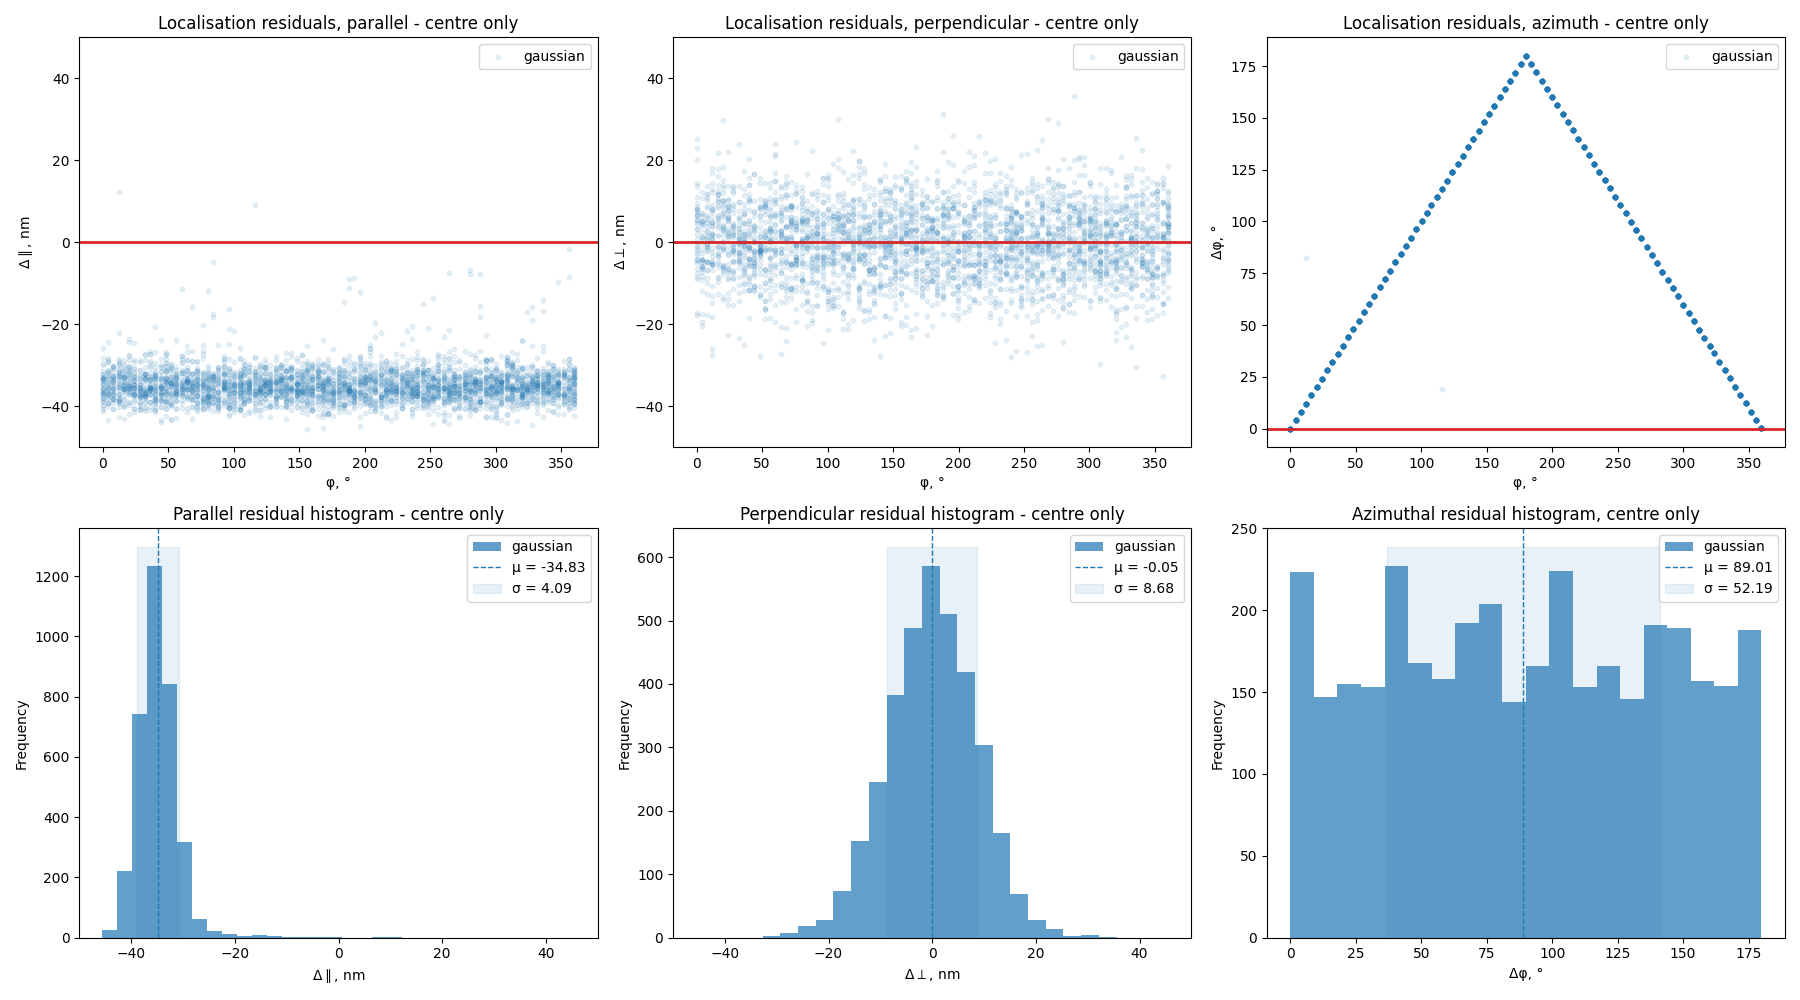 Localisation residuals, parallel - centre only
gaussian
Δ∥, nm
40
20
0
−20
−40
0 50 100 150 200 250 300 350
φ, °
Localisation residuals, perpendicular - centre only
gaussian
Δ⊥, nm
40
20
0
−20
−40
0 50 100 150 200 250 300 350
φ, °
Localisation residuals, azimuth - centre only
gaussian
Δφ, °
175
150
125
100
75
50
25
0
0 50 100 150 200 250 300 350
φ, °
Parallel residual histogram - centre only
gaussian
μ = -34.83
σ = 4.09
Frequency
1200
1000
800
600
400
200
0
−40 −20 0 20 40
Δ∥, nm
Perpendicular residual histogram - centre only
gaussian
μ = -0.05
σ = 8.68
Frequency
600
500
400
300
200
100
0
−40 −20 0 20 40
Δ⊥, nm
Azimuthal residual histogram, centre only
gaussian
μ = 89.01
σ = 52.19
Frequency
250
200
150
100
50
0
0 25 50 75 100 125 150 175
Δφ, °